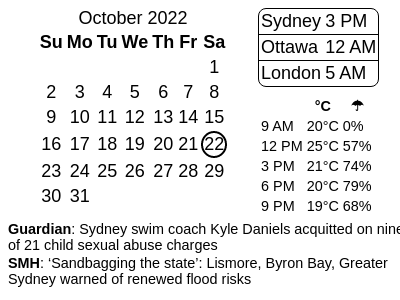 October 2022
Su Mo Tu We Th Fr Sa
1
2 3 4 5 6 7 8
9 10 11 12 13 14 15
16 17 18 19 20 21 22
23 24 25 26 27 28 29
30 31
Sydney 3 PM
Ottawa 12 AM
London 5 AM
°C ☂
9 AM 20°C 0%
12 PM 25°C 57%
3 PM 21°C 74%
6 PM 20°C 79%
9 PM 19°C 68%
Guardian: Sydney swim coach Kyle Daniels acquitted on nine
of 21 child sexual abuse charges
SMH: ‘Sandbagging the state’: Lismore, Byron Bay, Greater
Sydney warned of renewed flood risks